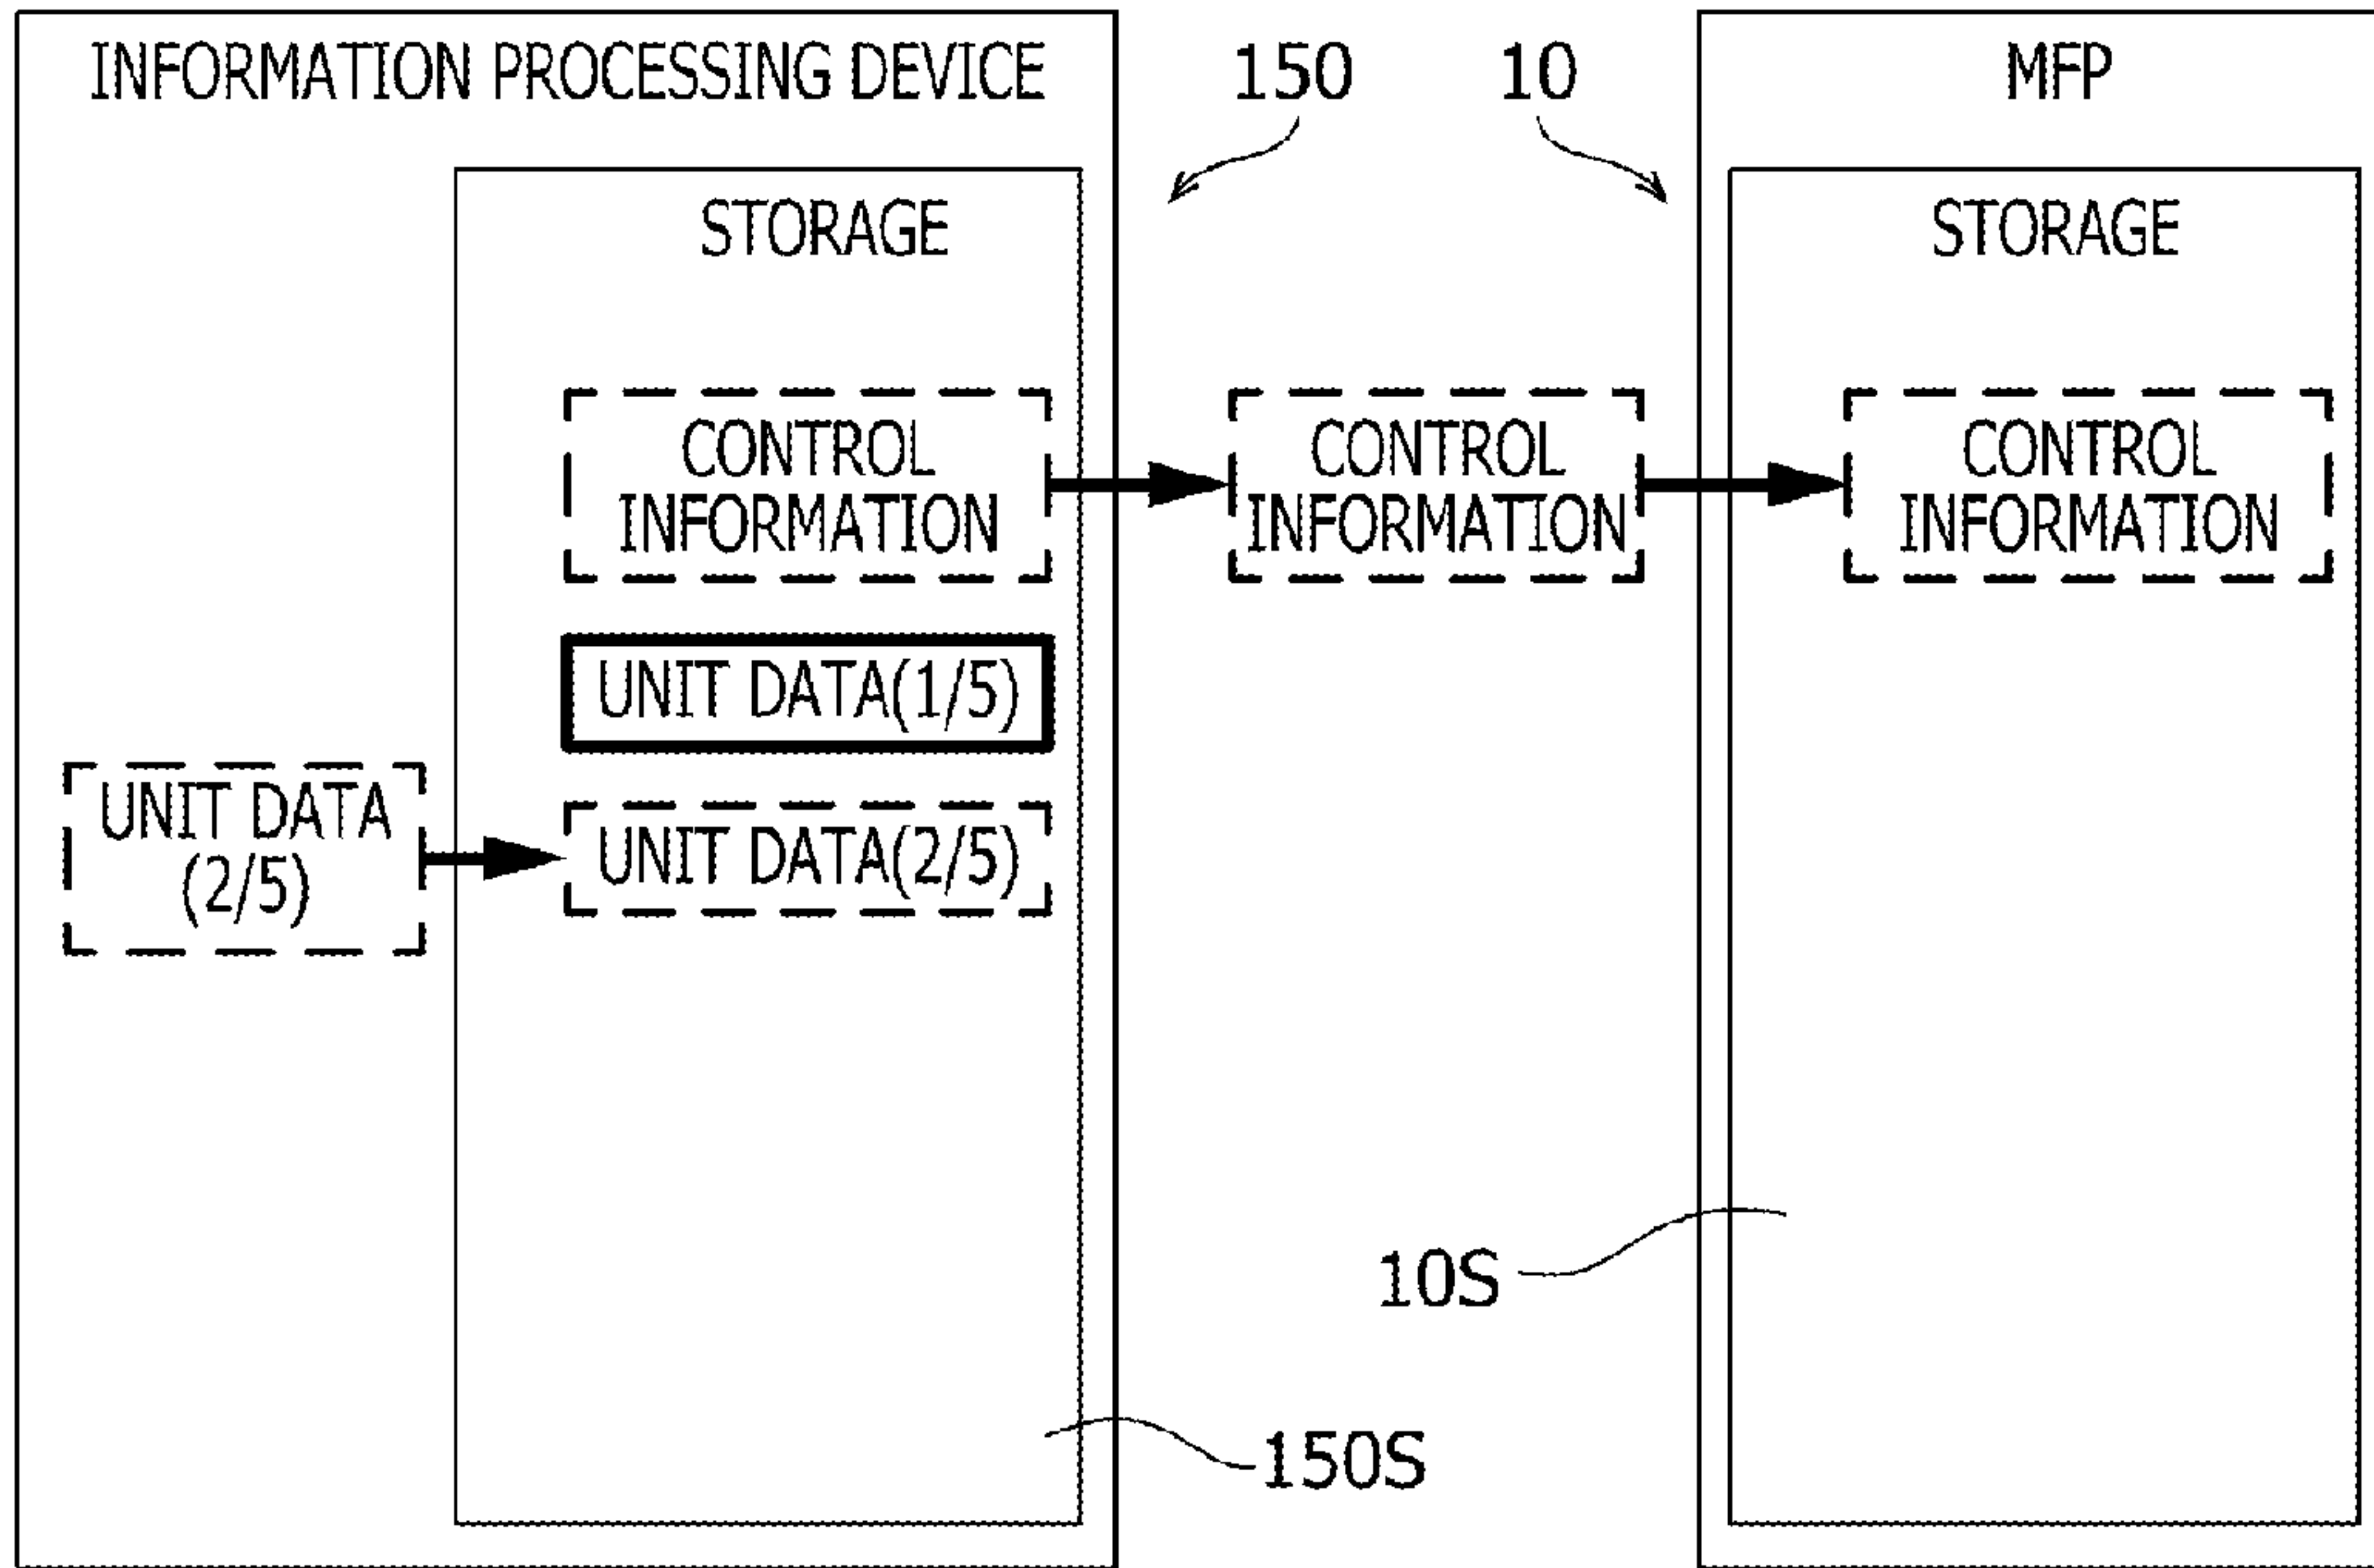 INFORMATION PROCESSING DEVICE
150
10
MFP
STORAGE
STORAGE
CONTROL
INFORMATION
CONTROL
INFORMATION
CONTROL
INFORMATION
UNIT DATA(1/5)
UNIT DATA
(2/5)
UNIT DATA(2/5)
10S
150S